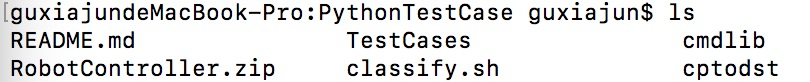 [guxiajundeMacBook-Pro:PythonTestCase guxiajun$ ls
README.md TestCases cmdlib
RobotController.zip classify.sh cptodst